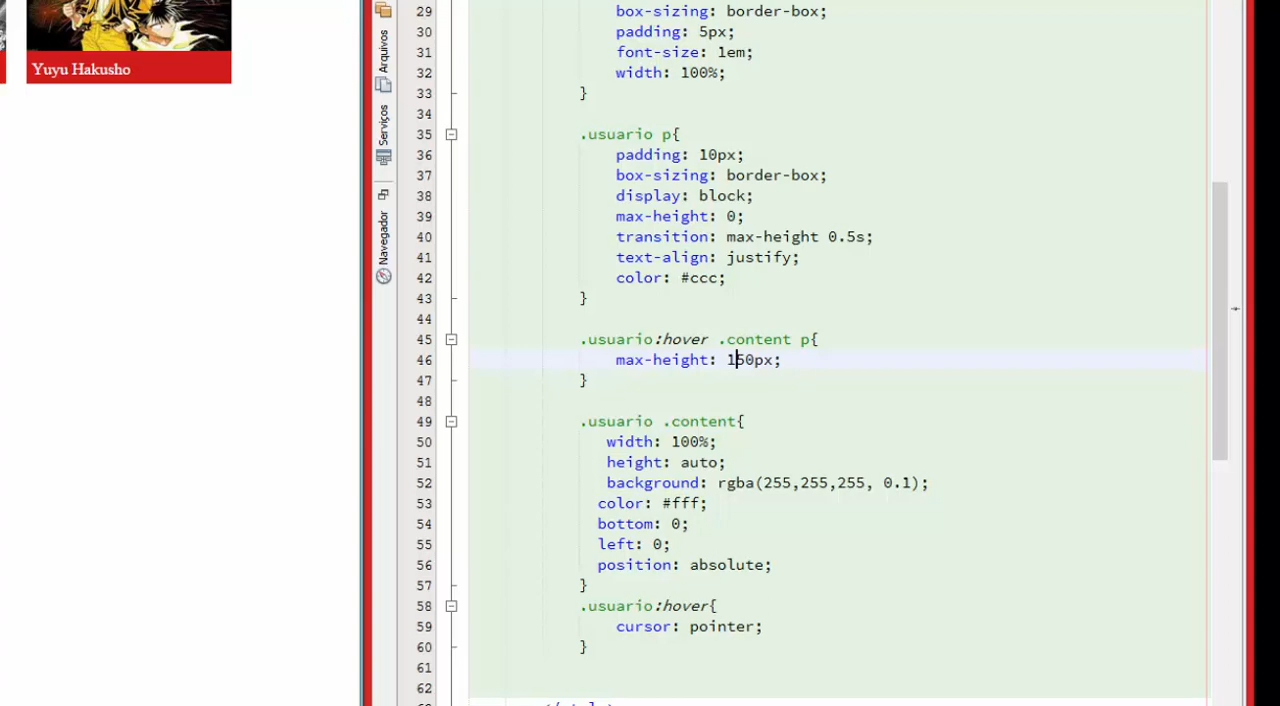 Yuyu Hakusho
Arquivos
Serviços
Navegador
29 box-sizing: border-box;
30 padding: 5px;
31 font-size: 1em;
32 width: 100%;
33 }
34
35 .usuario p{
36 padding: 10px;
37 box-sizing: border-box;
38 display: block;
39 max-height: 0;
40 transition: max-height 0.5s;
41 text-align: justify;
42 color: #ccc;
43 }
44
45 .usuario:hover .content p{
46 max-height: 150px;
47 }
48
49 .usuario .content{
50 width: 100%;
51 height: auto;
52 background: rgba(255,255,255, 0.1);
53 color: #fff;
54 bottom: 0;
55 left: 0;
56 position: absolute;
57 }
58 .usuario:hover{
59 cursor: pointer;
60 }
61
62